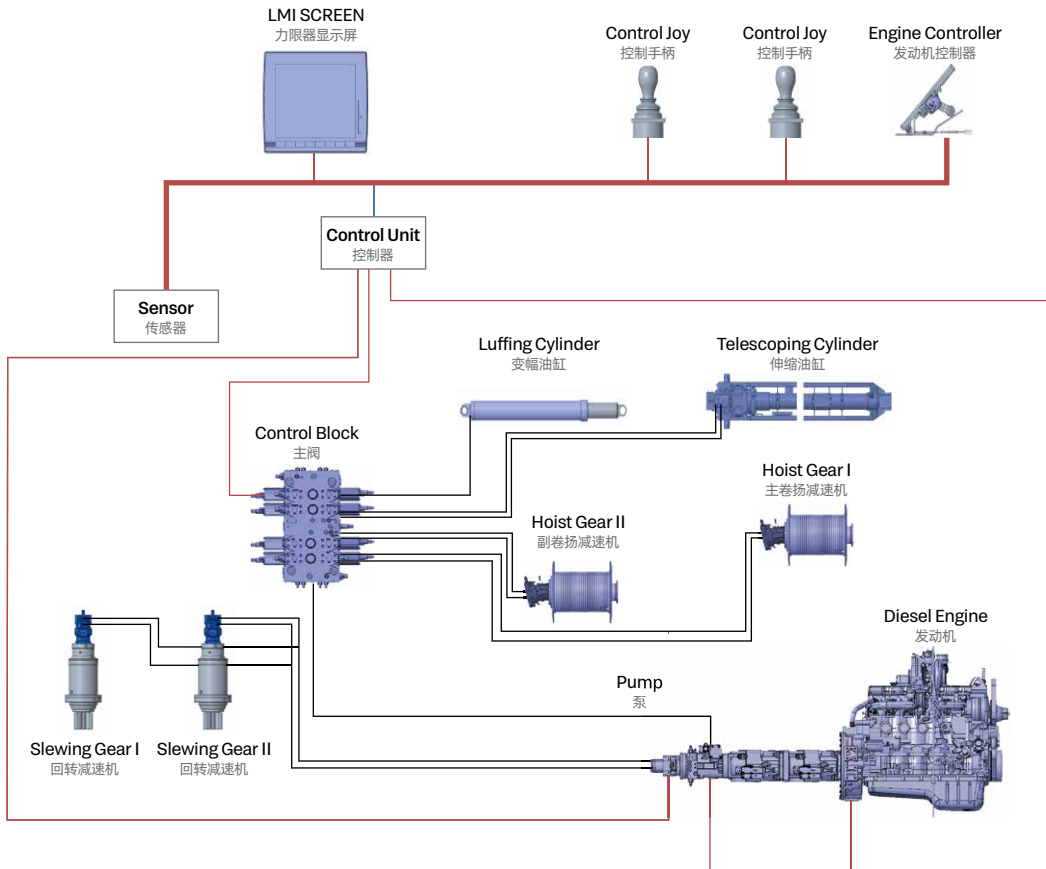 LMI SCREEN
力限器显示屏
Control Joy
控制手柄
Control Joy
控制手柄
Engine Controller
发动机控制器
Control Unit
控制器
Sensor
传感器
Luffing Cylinder
变幅油缸
Telescoping Cylinder
伸缩油缸
Control Block
主阀
Hoist Gear I
主卷扬减速机
Hoist Gear II
副卷扬减速机
Diesel Engine
发动机
Pump
泵
Slewing Gear I
回转减速机
Slewing Gear II
回转减速机